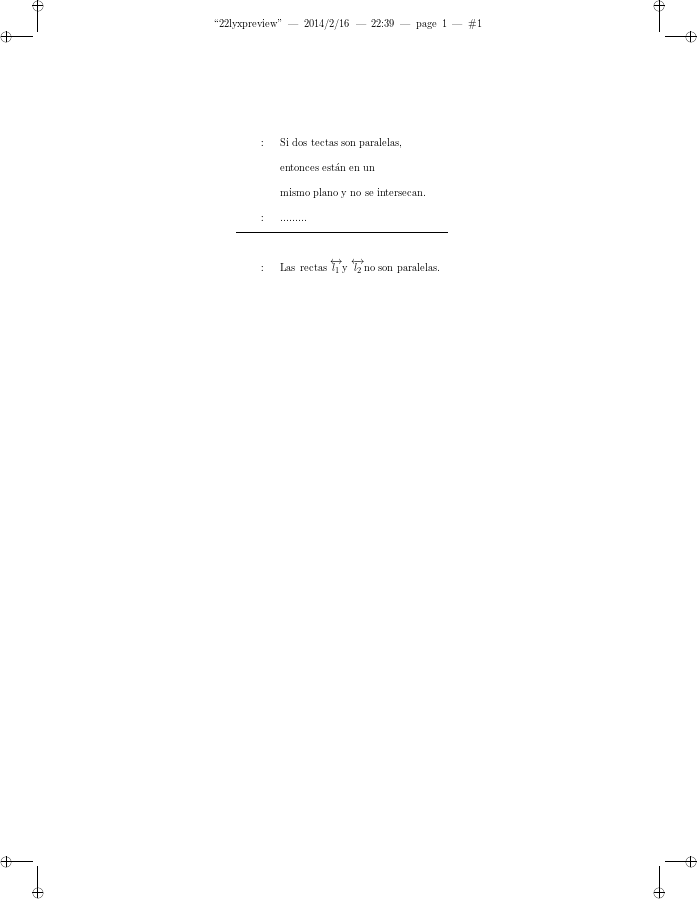 “22lyxpreview” — 2014/2/16 — 22:39 — page 1 — #1
: Si dos tectas son paralelas,
entonces están en un
mismo plano y no se intersecan.
: .........
: Las rectas \overleftrightarrow{l_1} y \overleftrightarrow{l_2} no son paralelas.